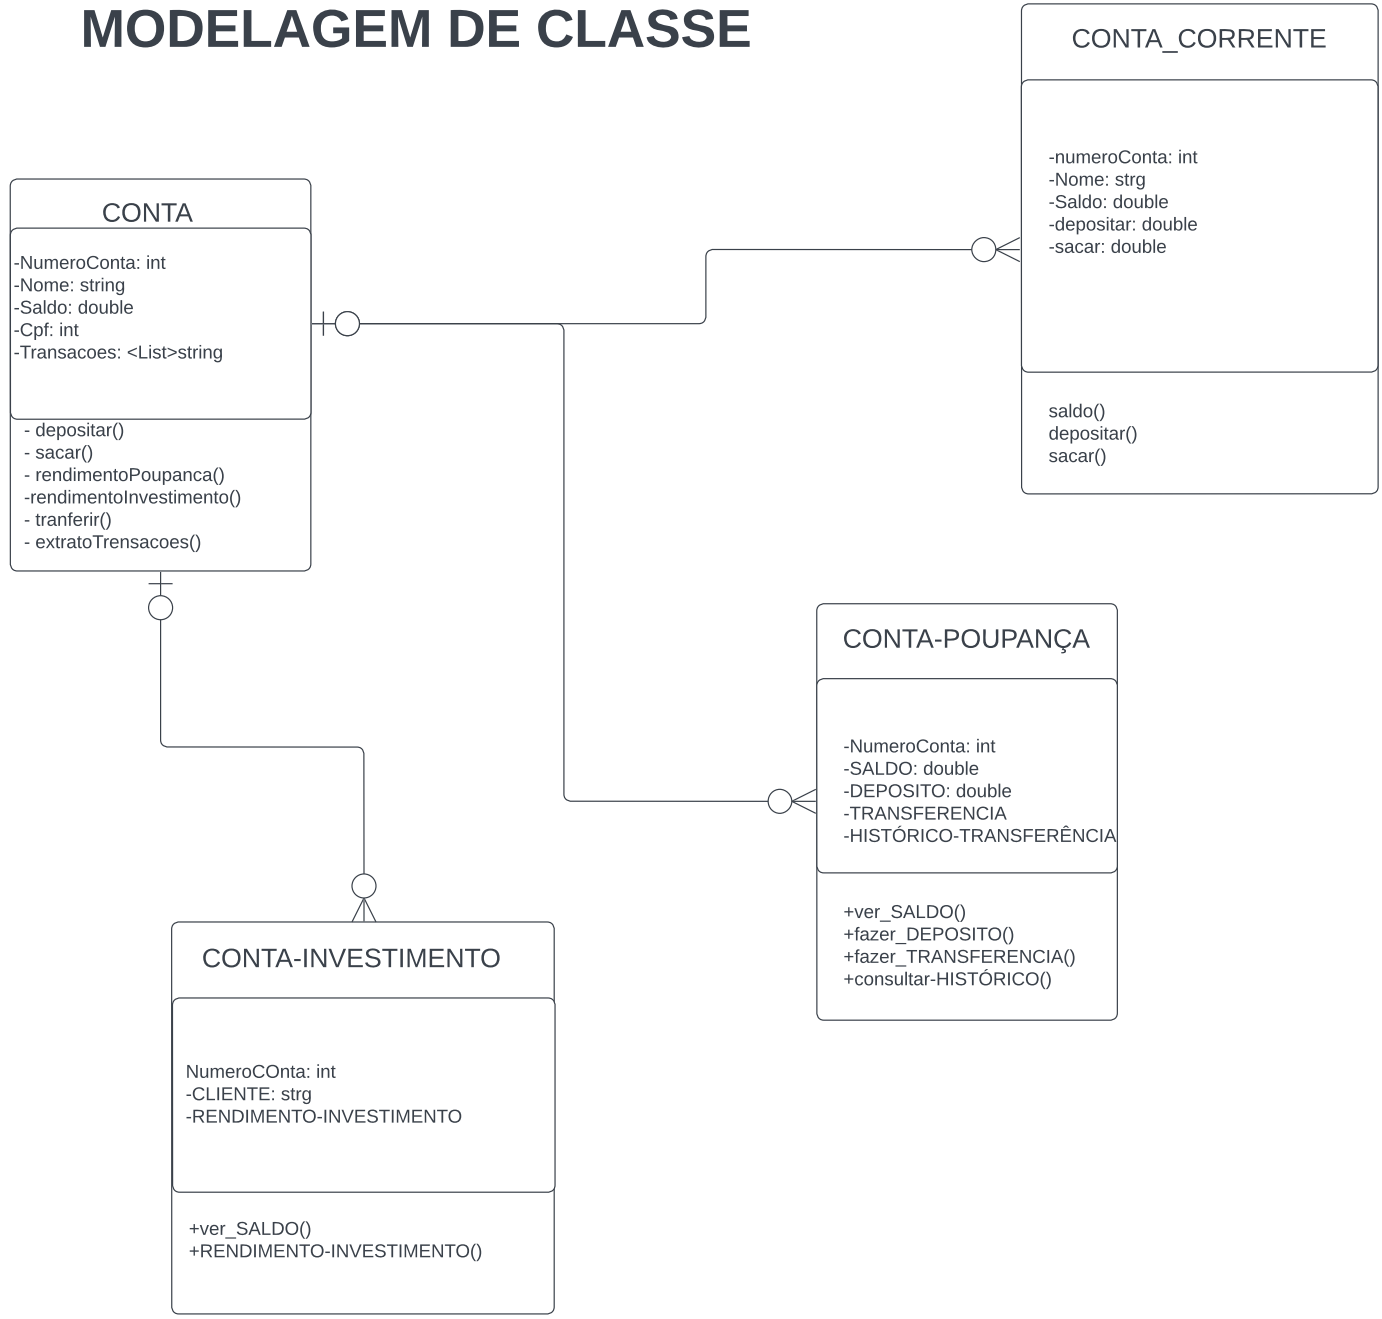 MODELAGEM DE CLASSE
CONTA_CORRENTE
-numeroConta: int
-Nome: strg
-Saldo: double
-depositar: double
-sacar: double
saldo()
depositar()
sacar()
CONTA
-NumeroConta: int
-Nome: string
-Saldo: double
-Cpf: int
-Transacoes: <List>string
- depositar()
- sacar()
- rendimentoPoupanca()
-rendimentoInvestimento()
- tranferir()
- extratoTrensacoes()
CONTA-POUPANÇA
-NumeroConta: int
-SALDO: double
-DEPOSITO: double
-TRANSFERENCIA
-HISTÓRICO-TRANSFERÊNCIA
+ver_SALDO()
+fazer_DEPOSITO()
+fazer_TRANSFERENCIA()
+consultar-HISTÓRICO()
CONTA-INVESTIMENTO
NumeroCOnta: int
-CLIENTE: strg
-RENDIMENTO-INVESTIMENTO
+ver_SALDO()
+RENDIMENTO-INVESTIMENTO()